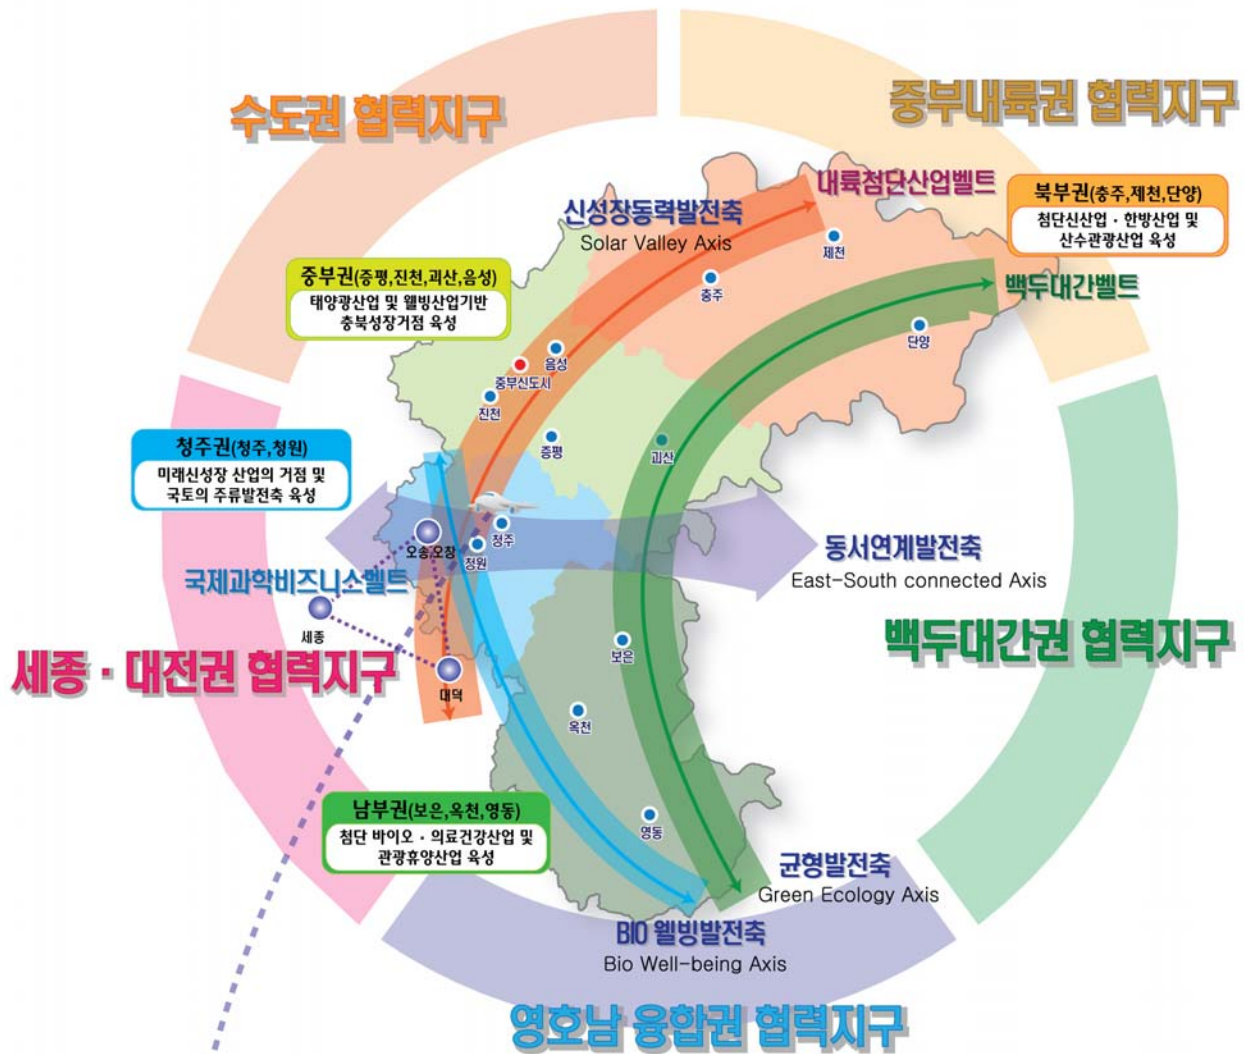 수도권 협력지구
중부내륙권 협력지구
내륙첨단산업벨트
북부권(충주,제천,단양)
첨단신산업 · 한방산업 및
산수관광산업 육성
신성장동력발전축
Solar Valley Axis
제천
중부권(증평,진천,괴산,음성)
태양광산업 및 웰빙산업기반
충북성장거점 육성
충주
백두대간벨트
단양
음성
중부신도시
진천
증평
괴산
청주권(청주,청원)
미래신성장 산업의 거점 및
국토의 주류발전축 육성
청주
오송,오창
청원
동서연계발전축
East-South connected Axis
국제과학비즈니스벨트
세종
백두대간권 협력지구
보은
세종 · 대전권 협력지구
대덕
옥천
남부권(보은,옥천,영동)
첨단 바이오 · 의료건강산업 및
관광휴양산업 육성
영동
균형발전축
Green Ecology Axis
BIO 웰빙발전축
Bio Well-being Axis
영호남 융합권 협력지구